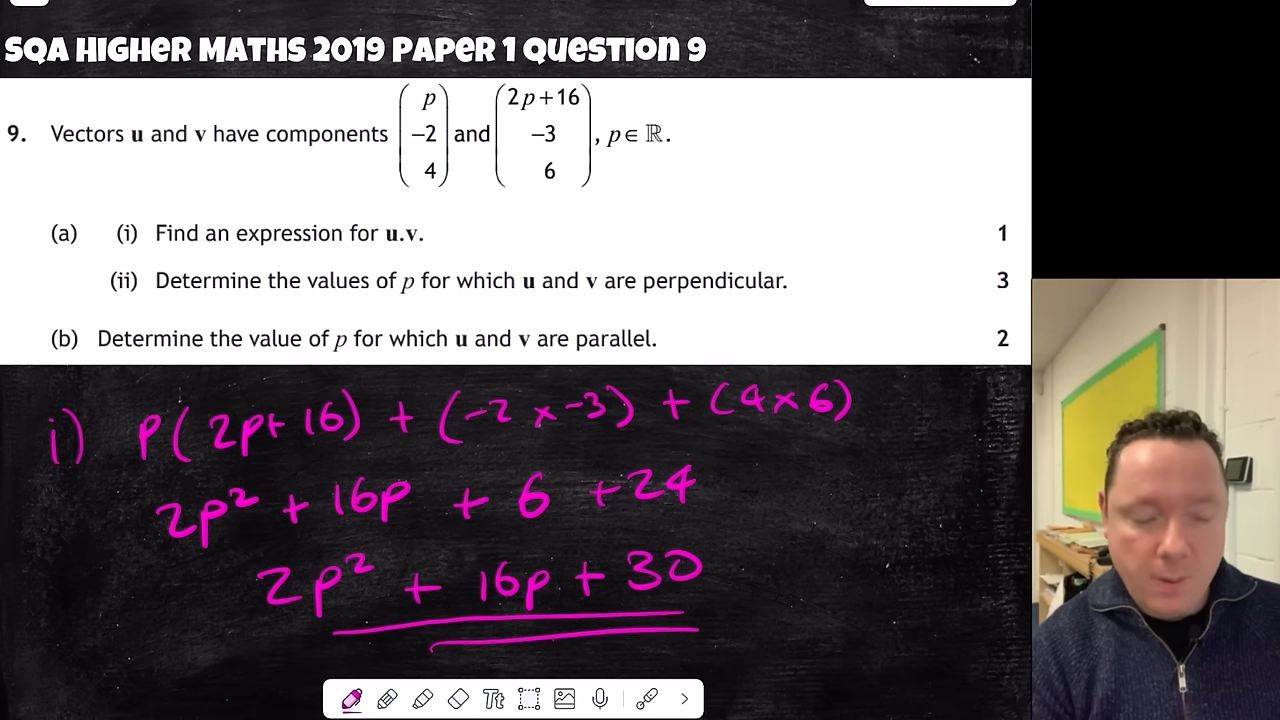 SQA Higher Maths 2019 Paper 1 Question 9
9. Vectors u and v have components (p −2 4) and (2p+16 −3 6), p ∈ ℝ.
(a) (i) Find an expression for u.v. 1
(ii) Determine the values of p for which u and v are perpendicular. 3
(b) Determine the value of p for which u and v are parallel. 2
i) P(2p+16) + (-2 × -3) + (4×6)
2p² + 16p + 6 + 24
2p² + 16p + 30
Tt